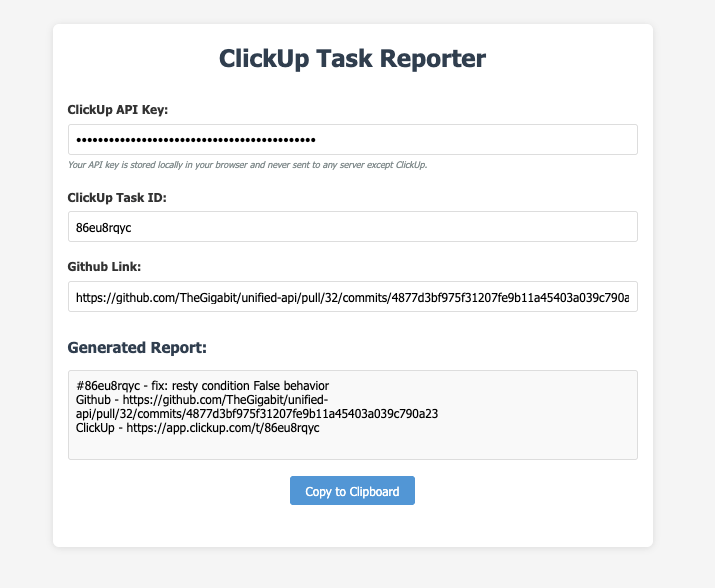 ClickUp Task Reporter
ClickUp API Key:
••••••••••••••••••••••••••••••••••••••••••••
Your API key is stored locally in your browser and never sent to any server except ClickUp.
ClickUp Task ID:
86eu8rqyc
Github Link:
https://github.com/TheGigabit/unified-api/pull/32/commits/4877d3bf975f31207fe9b11a45403a039c790a
Generated Report:
#86eu8rqyc - fix: resty condition False behavior
Github - https://github.com/TheGigabit/unified-
api/pull/32/commits/4877d3bf975f31207fe9b11a45403a039c790a23
ClickUp - https://app.clickup.com/t/86eu8rqyc
Copy to Clipboard